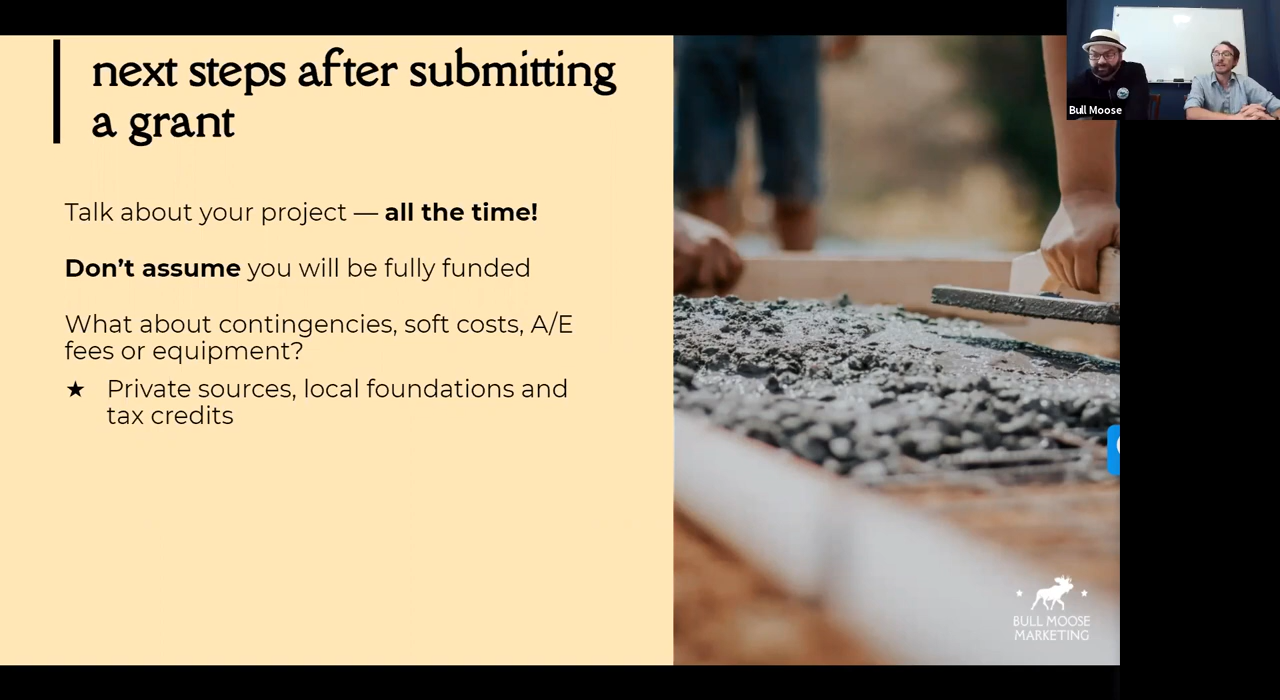 next steps after submitting
a grant
Talk about your project — all the time!
Don’t assume you will be fully funded
What about contingencies, soft costs, A/E
fees or equipment?
★ Private sources, local foundations and
tax credits
Bull Moose
BULL MOOSE
MARKETING